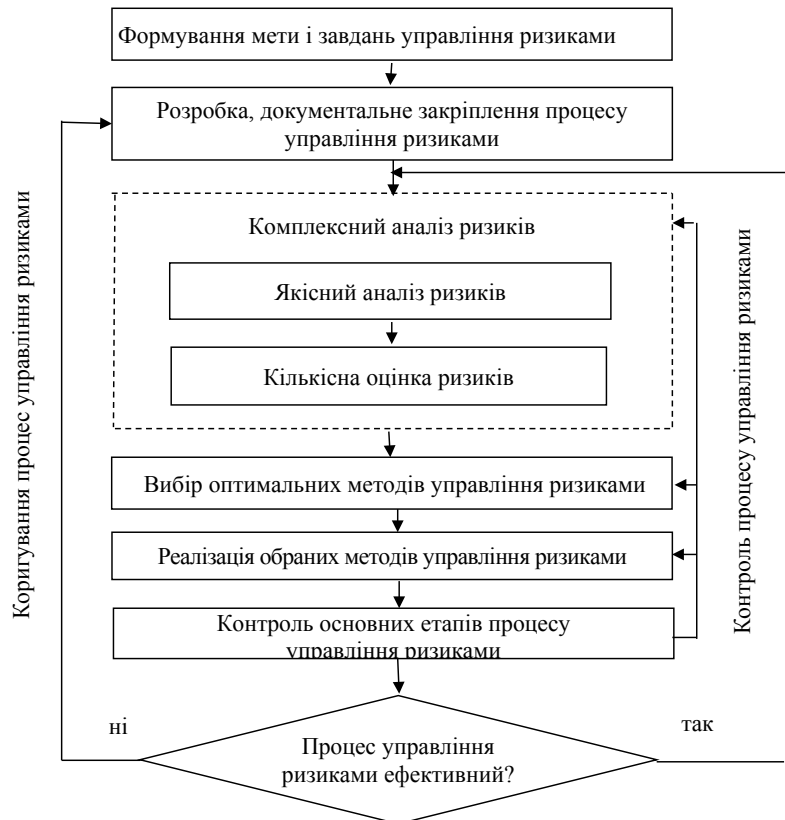 Формування мети і завдань управління ризиками
Розробка, документальне закріплення процесу
управління ризиками
Комплексний аналіз ризиків
Якісний аналіз ризиків
Кількісна оцінка ризиків
Вибір оптимальних методів управління ризиками
Реалізація обраних методів управління ризиками
Контроль основних етапів процесу
управління ризиками
Процес управління
ризиками ефективний?
ні
так
Коригування процес управління ризиками
Контроль процесу управління ризиками